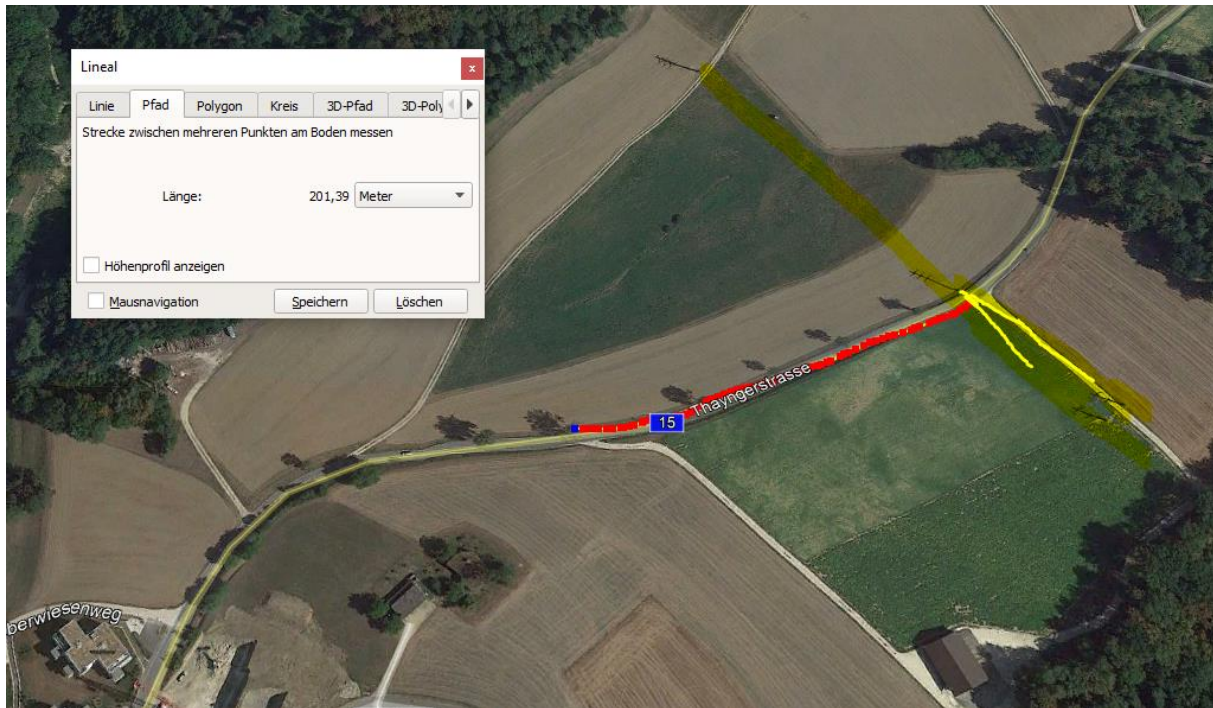 Lineal
x
Linie Pfad Polygon Kreis 3D-Pfad 3D-Poly
Strecke zwischen mehreren Punkten am Boden messen
Länge: 201,39 Meter
Höhenprofil anzeigen
Mausnavigation Speichern Löschen
Thayngerstrasse
15
berwiesenweg